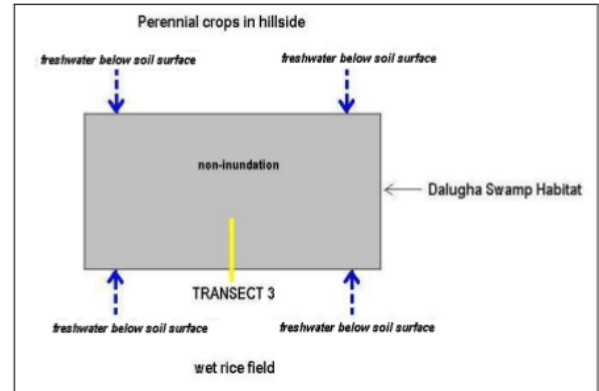 Perennial crops in hillside
freshwater below soil surface
freshwater below soil surface
non-inundation
Dalugha Swamp Habitat
TRANSECT 3
freshwater below soil surface
freshwater below soil surface
wet rice field